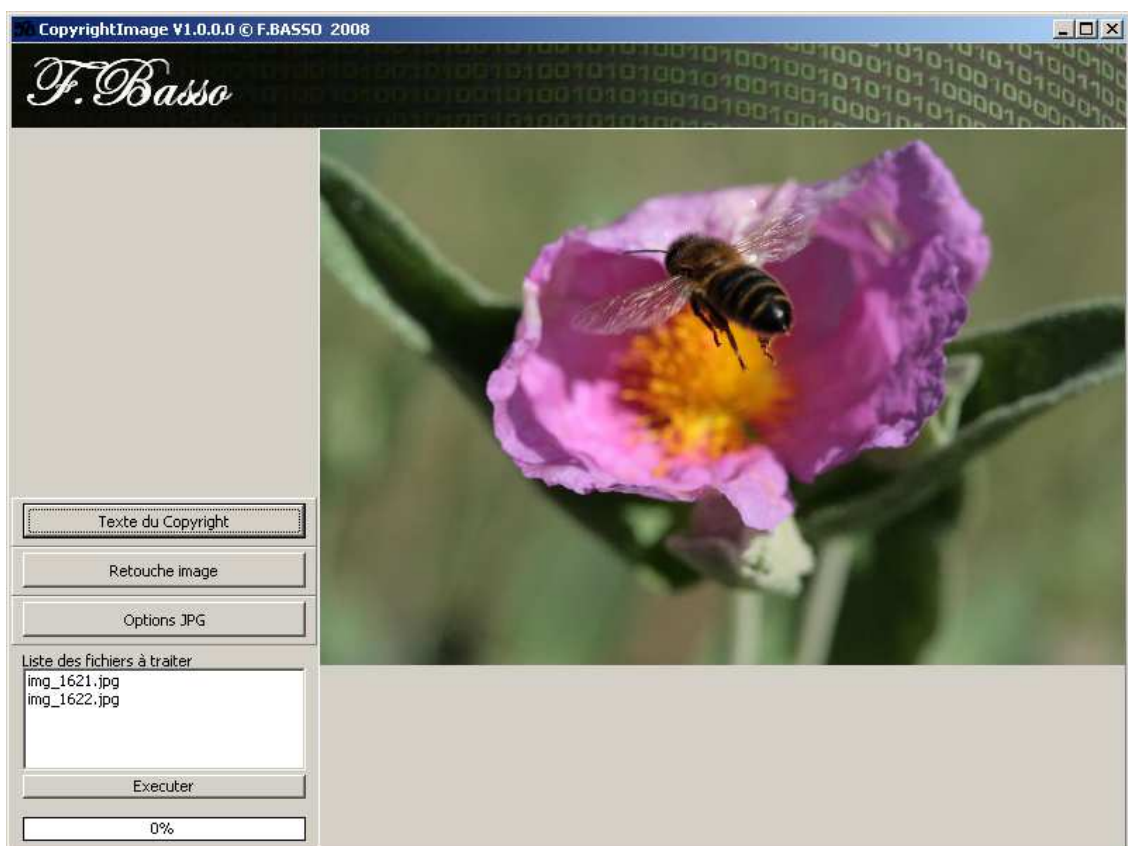 CopyrightImage V1.0.0.0 © F.BASSO 2008
F.Basso
Texte du Copyright
Retouche image
Options JPG
Liste des fichiers à traiter
img_1621.jpg
img_1622.jpg
Executer
0%